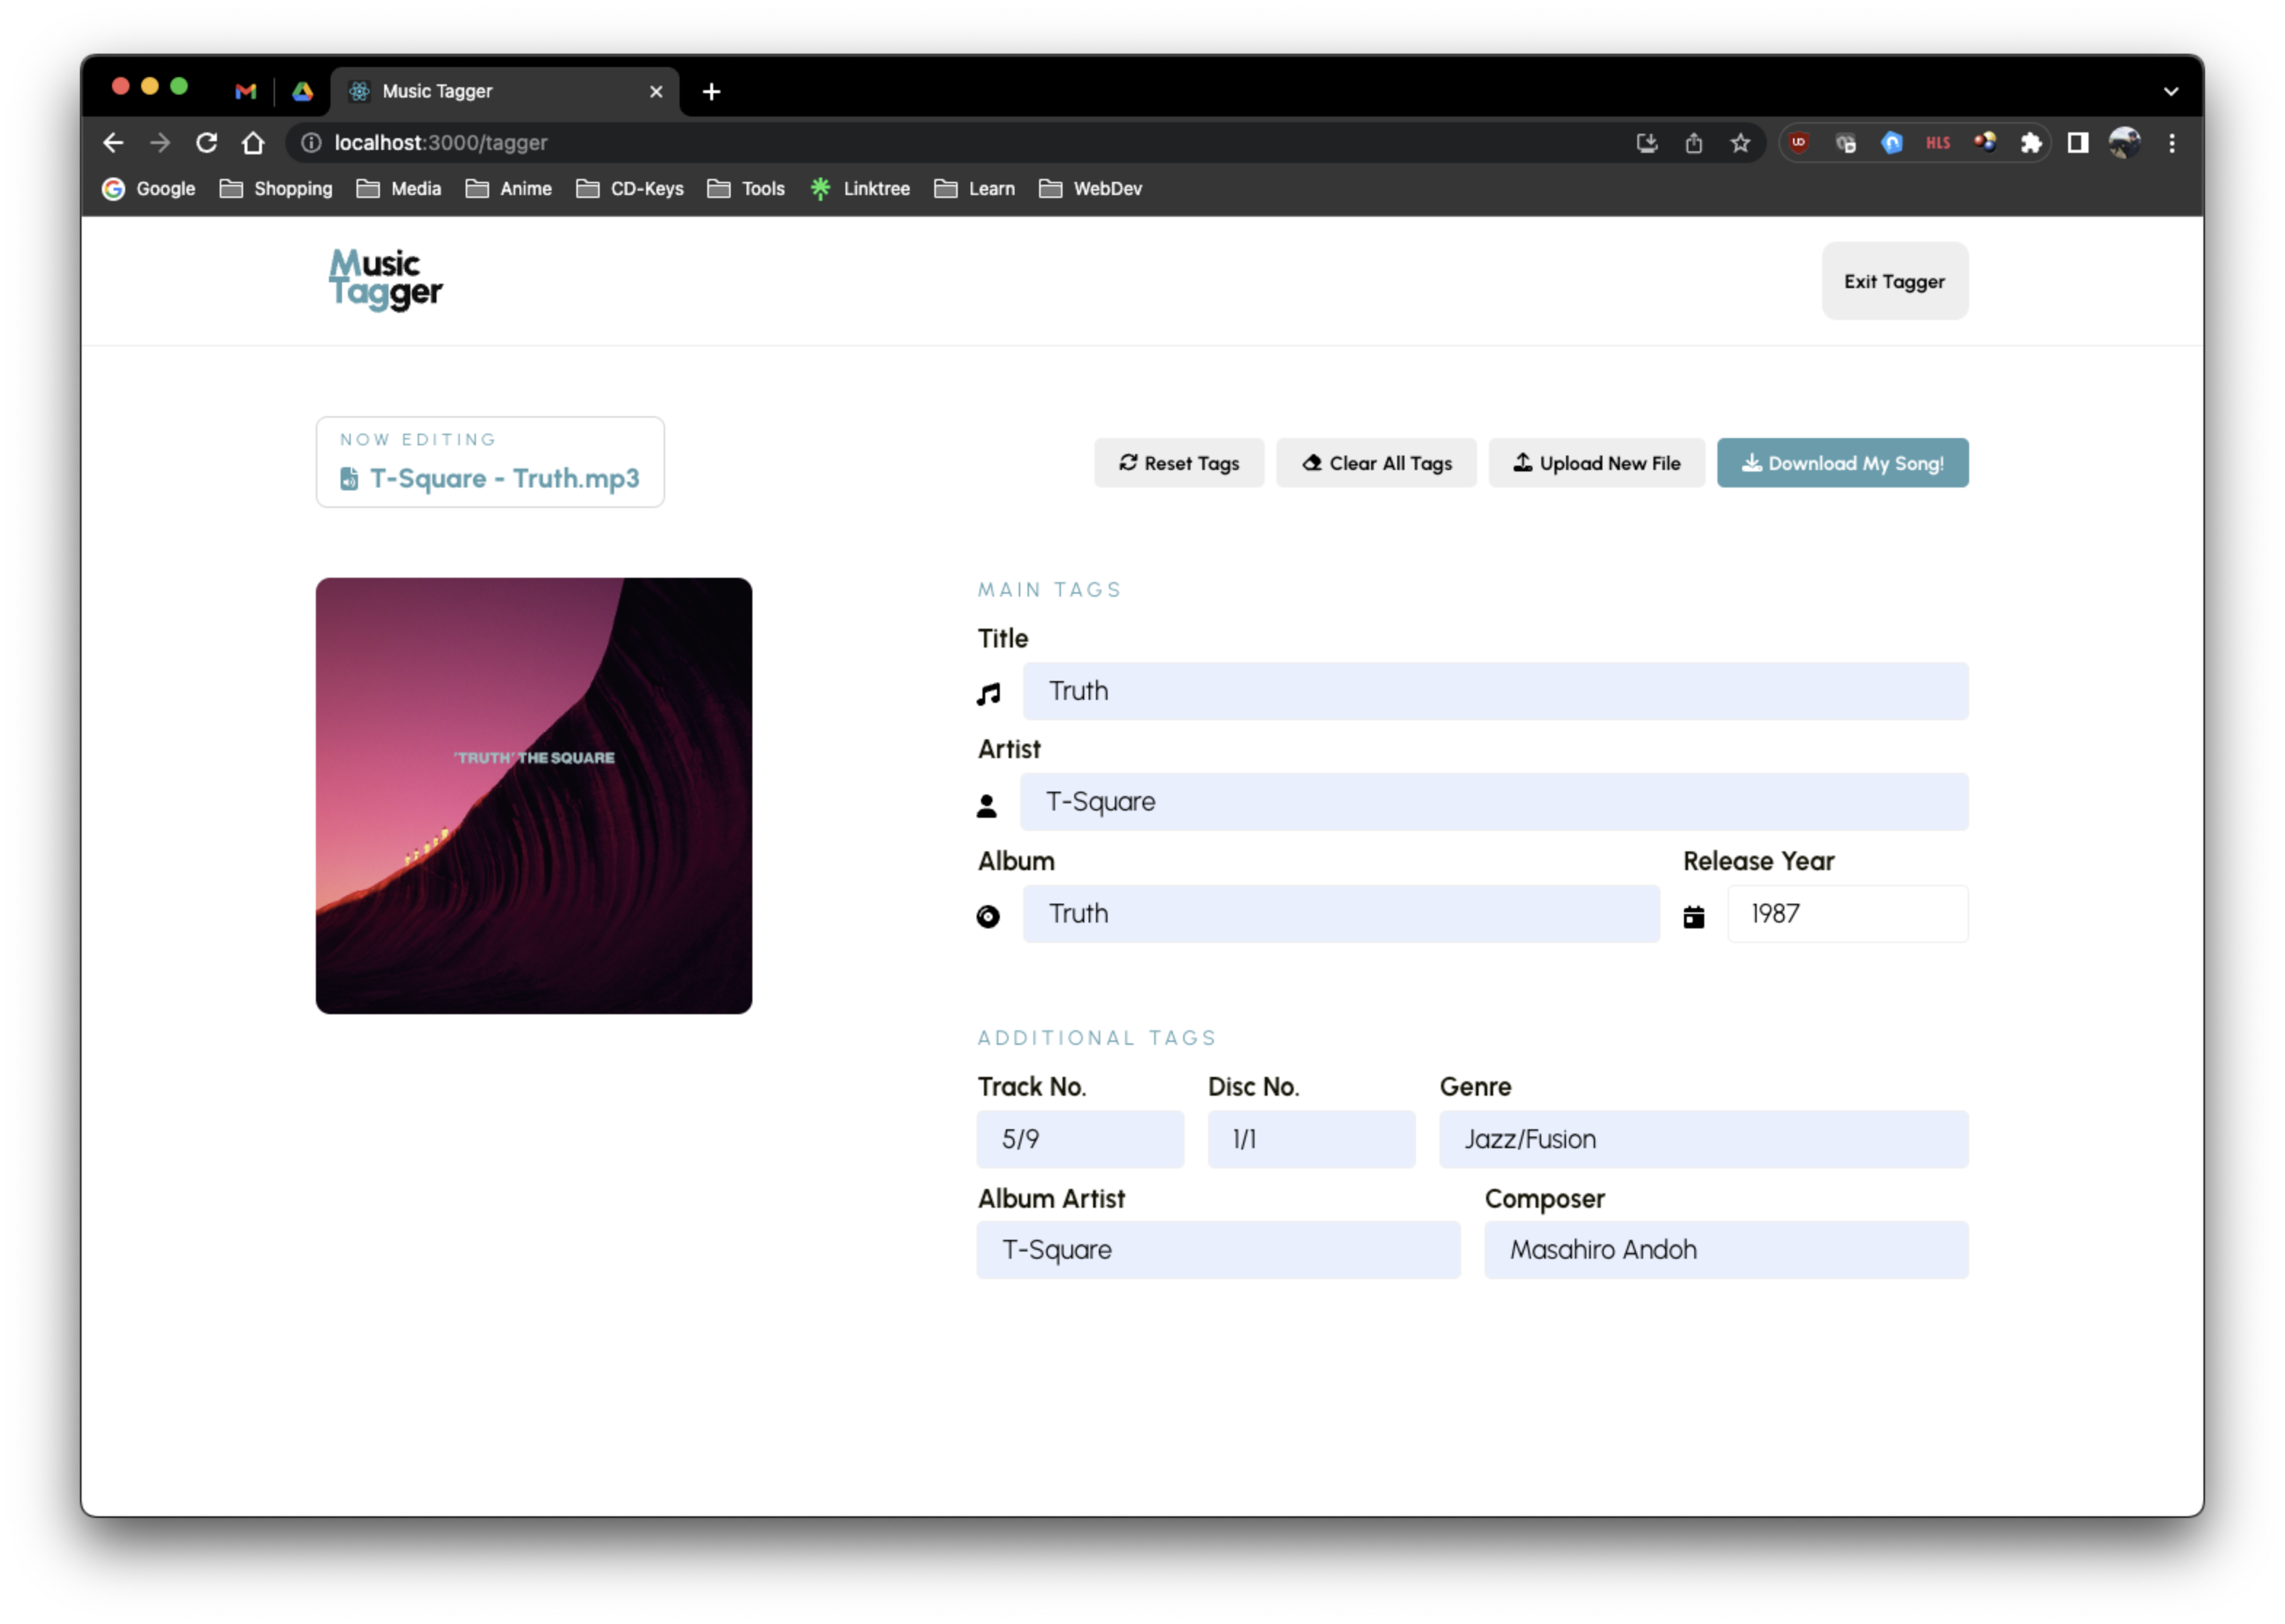 Music Tagger
localhost:3000/tagger
HLS
Google Shopping Media Anime CD-Keys Tools Linktree Learn WebDev
Music
Tagger
Exit Tagger
NOW EDITING
T-Square - Truth.mp3
Reset Tags Clear All Tags Upload New File Download My Song!
'TRUTH' THE SQUARE
MAIN TAGS
Title
Truth
Artist
T-Square
Album Release Year
Truth 1987
ADDITIONAL TAGS
Track No. Disc No. Genre
5/9 1/1 Jazz/Fusion
Album Artist Composer
T-Square Masahiro Andoh